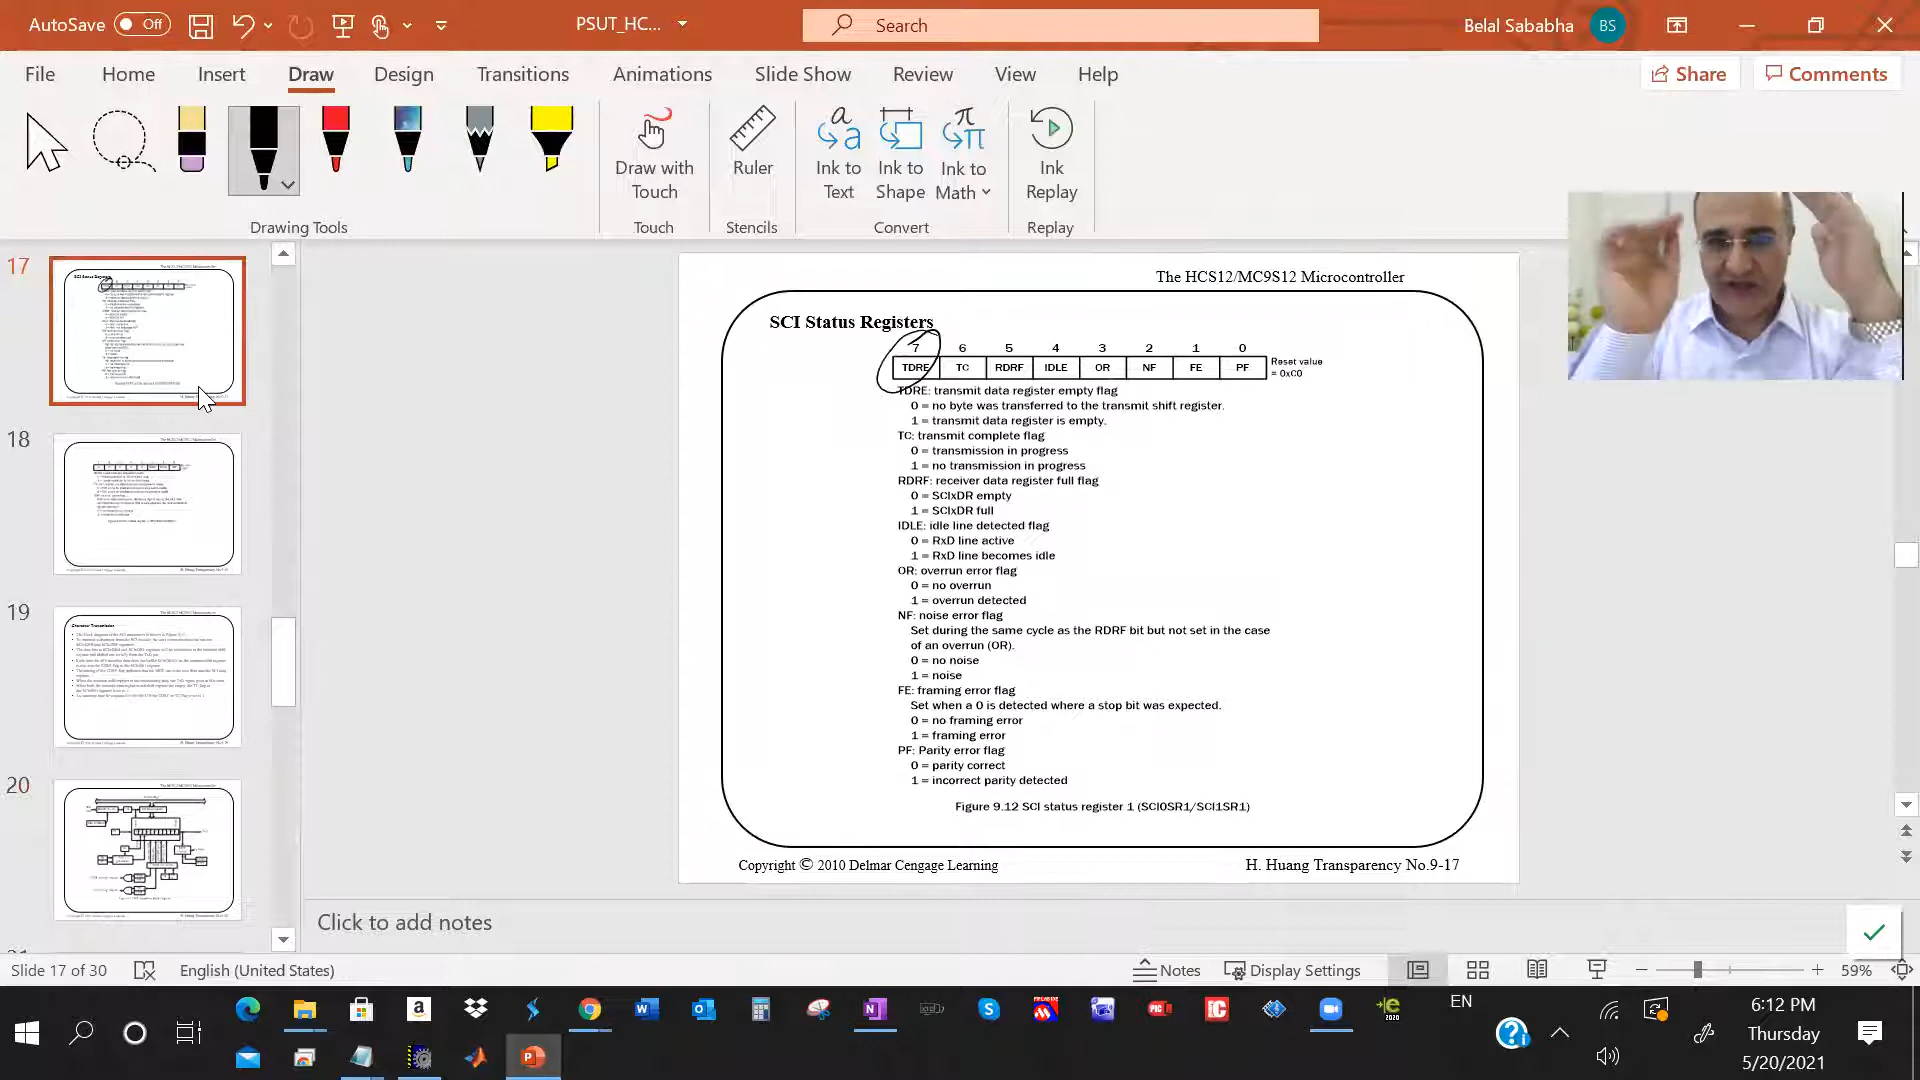 AutoSave Off PSUT_HC... Search Belal Sababha BS
File Home Insert Draw Design Transitions Animations Slide Show Review View Help Share Comments
Draw with Touch
Ruler
Ink to Text
Ink to Shape
Ink to Math
Ink Replay
Drawing Tools Touch Stencils Convert Replay
17
18
19
20
The HCS12/MC9S12 Microcontroller
SCI Status Registers
7 6 5 4 3 2 1 0
TDRE TC RDRF IDLE OR NF FE PF
Reset value
= 0xC0
TDRE: transmit data register empty flag
0 = no byte was transferred to the transmit shift register.
1 = transmit data register is empty.
TC: transmit complete flag
0 = transmission in progress
1 = no transmission in progress
RDRF: receiver data register full flag
0 = SCIxDR empty
1 = SCIxDR full
IDLE: idle line detected flag
0 = RxD line active
1 = RxD line becomes idle
OR: overrun error flag
0 = no overrun
1 = overrun detected
NF: noise error flag
Set during the same cycle as the RDRF bit but not set in the case
of an overrun (OR).
0 = no noise
1 = noise
FE: framing error flag
Set when a 0 is detected where a stop bit was expected.
0 = no framing error
1 = framing error
PF: Parity error flag
0 = parity correct
1 = incorrect parity detected
Figure 9.12 SCI status register 1 (SCI0SR1/SCI1SR1)
Copyright © 2010 Delmar Cengage Learning H. Huang Transparency No.9-17
Click to add notes
Slide 17 of 30 English (United States) Notes Display Settings 59%
EN
6:12 PM
Thursday
5/20/2021